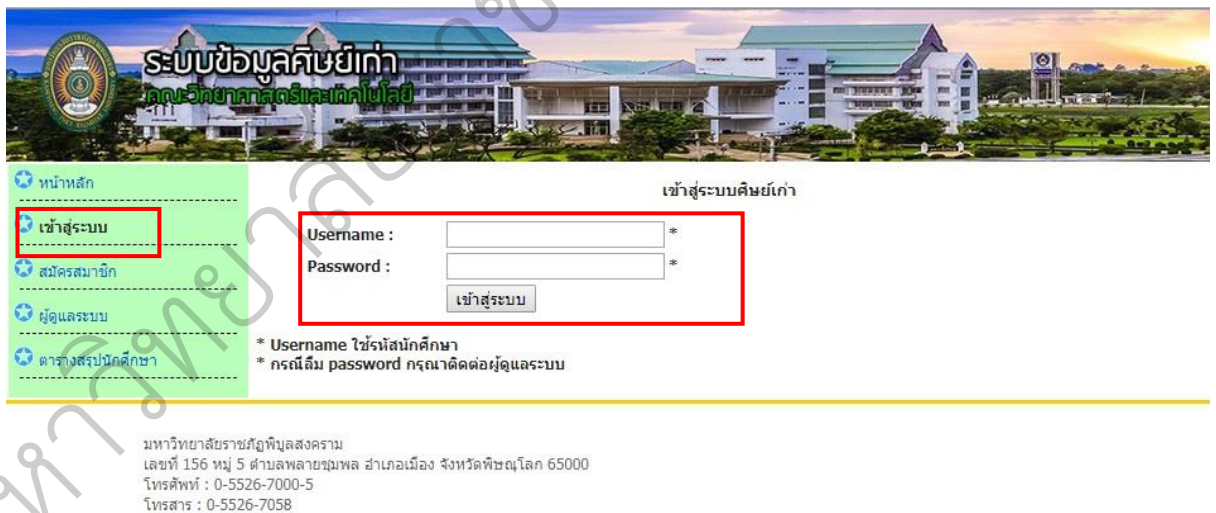 ระบบข้อมูลศิษย์เก่า
คณะวิทยาศาสตร์และเทคโนโลยี
หน้าหลัก
เข้าสู่ระบบ
สมัครสมาชิก
ผู้ดูแลระบบ
ตารางสรุปนักศึกษา
เข้าสู่ระบบศิษย์เก่า
Username : *
Password : *
เข้าสู่ระบบ
* Username ใช้รหัสนักศึกษา
* กรณีลืม password กรุณาติดต่อผู้ดูแลระบบ
มหาวิทยาลัยราชภัฏพิบูลสงคราม
เลขที่ 156 หมู่ 5 ตำบลพลายชุมพล อำเภอเมือง จังหวัดพิษณุโลก 65000
โทรศัพท์ : 0-5526-7000-5
โทรสาร : 0-5526-7058